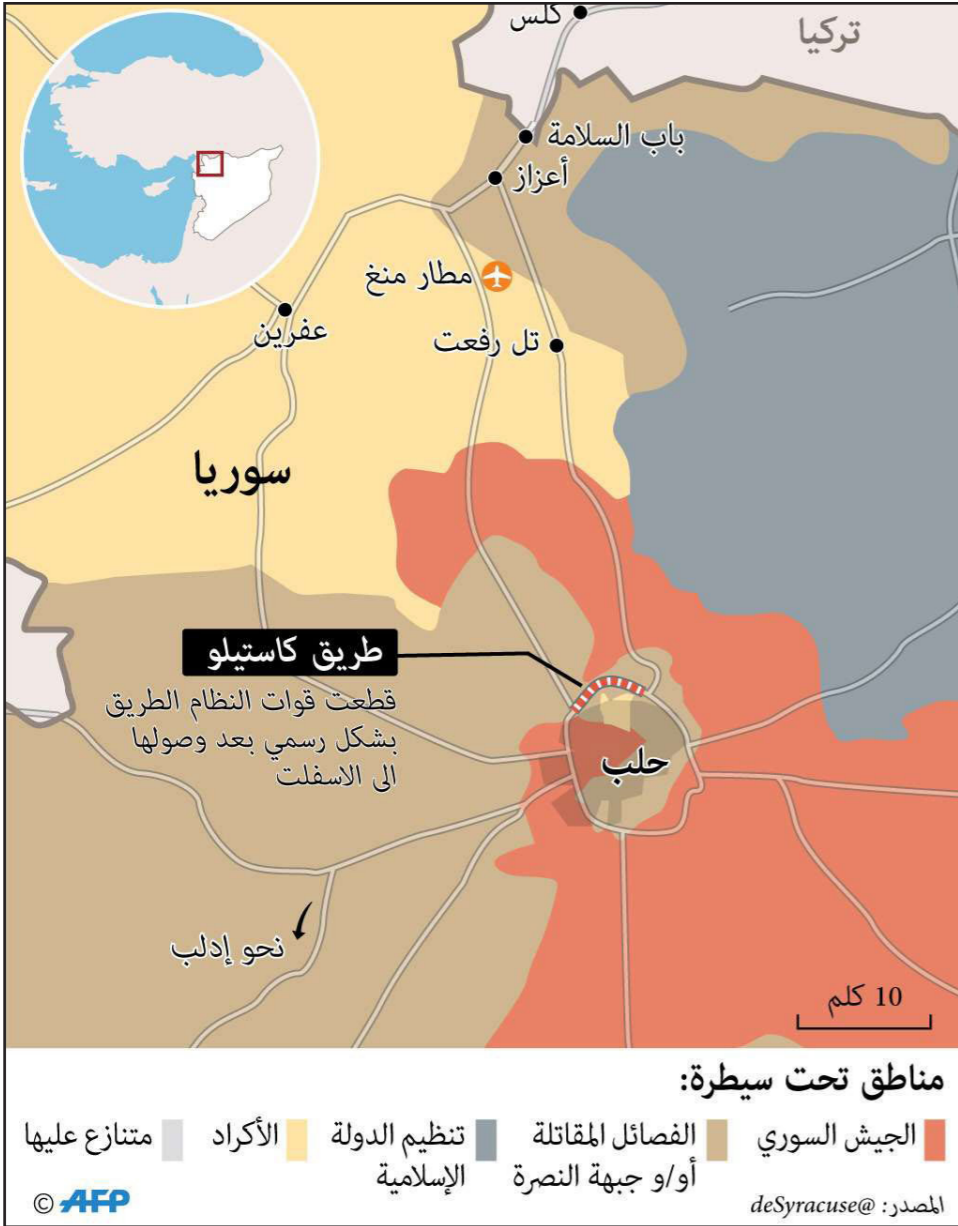 كلس
تركيا
باب السلامة
أعزاز
مطار منغ
عفرين
تل رفعت
سوريا
طريق كاستيلو
قطعت قوات النظام الطريق
بشكل رسمي بعد وصولها
الى الاسفلت
حلب
نحو إدلب
10 كلم
مناطق تحت سيطرة:
الجيش السوري
الفصائل المقاتلة
أو/و جبهة النصرة
تنظيم الدولة
الإسلامية
الأكراد
متنازع عليها
المصدر: @deSyracuse
© AFP